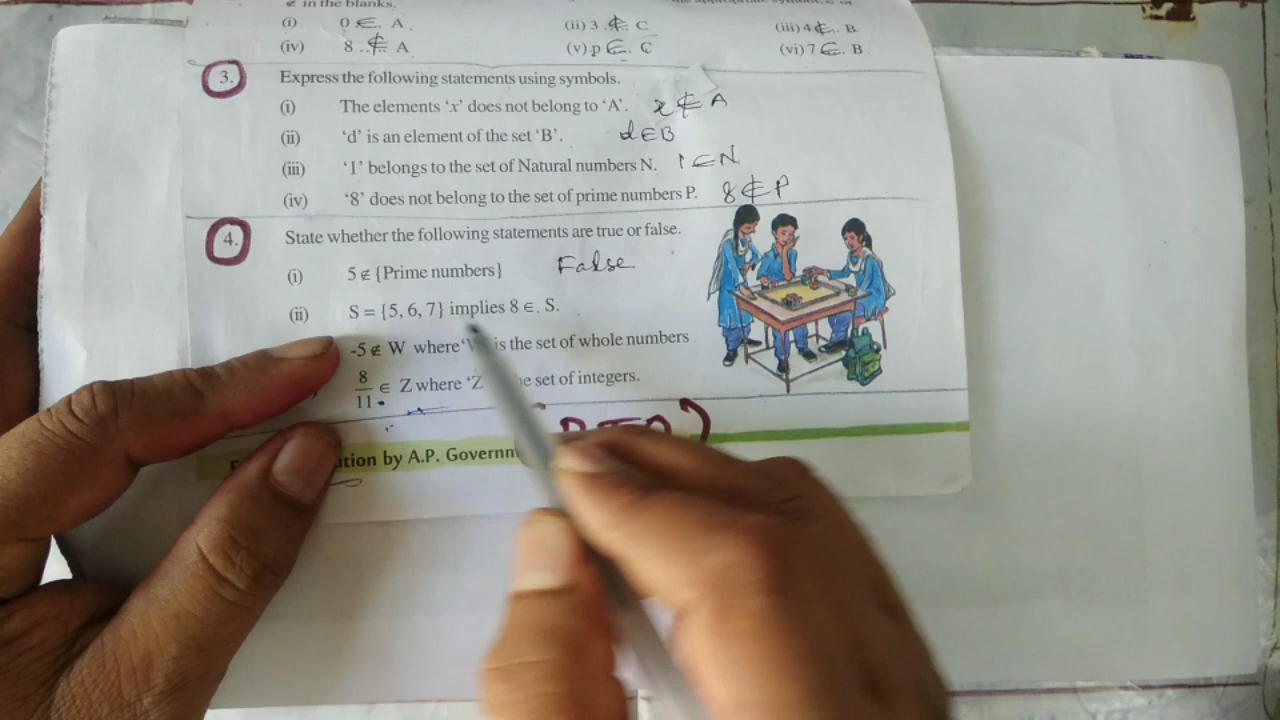 ∉ in the blanks.
(i) 0 ∈ A. (ii) 3 .∉. C (iii) 4 ∉.. B
(iv) 8 ..∉.. A (v) p ∈.. C (vi) 7 ∈.. B
3. Express the following statements using symbols.
(i) The elements ‘x’ does not belong to ‘A’. x ∉ A
(ii) ‘d’ is an element of the set ‘B’. d ∈ B
(iii) ‘1’ belongs to the set of Natural numbers N. 1 ∈ N
(iv) ‘8’ does not belong to the set of prime numbers P. 8 ∉ P
4. State whether the following statements are true or false.
(i) 5 ∉ {Prime numbers} False
(ii) S = {5, 6, 7} implies 8 ∈ S.
-5 ∉ W where is the set of whole numbers
8/11 ∈ Z where ‘Z set of integers.
by A.P.